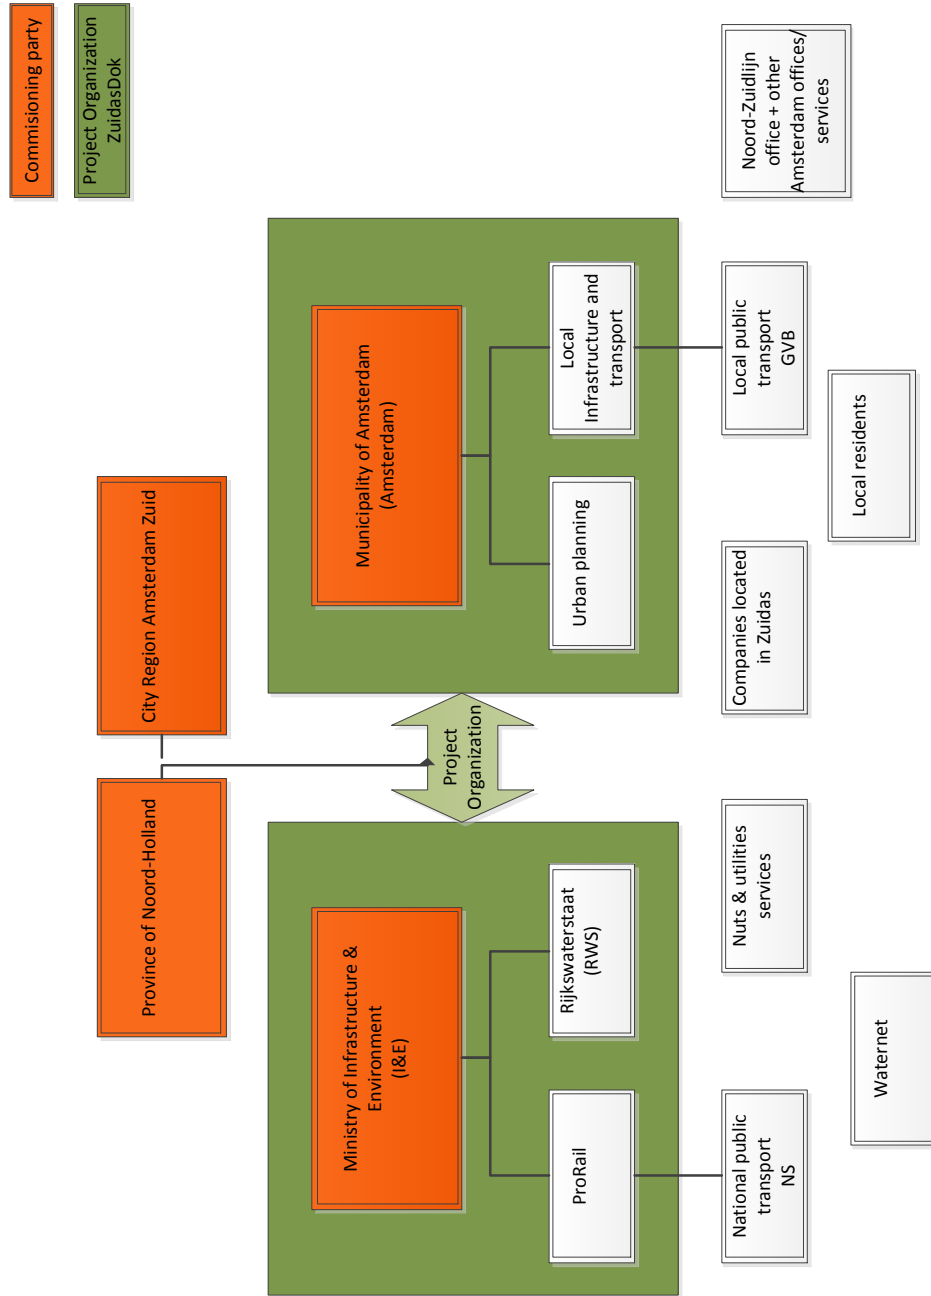 Commisioning party
Project Organization
ZuidasDok
Province of Noord-Holland
City Region Amsterdam Zuid
Ministry of Infrastructure &
Environment
(I&E)
Municipality of Amsterdam
(Amsterdam)
Project
Organization
ProRail
Rijkswaterstaat
(RWS)
Urban planning
Local
Infrastructure and
transport
National public
transport
NS
Nuts & utilities
services
Companies located
in Zuidas
Local public
transport
GVB
Noord-Zuidlijn
office + other
Amsterdam offices/
services
Waternet
Local residents